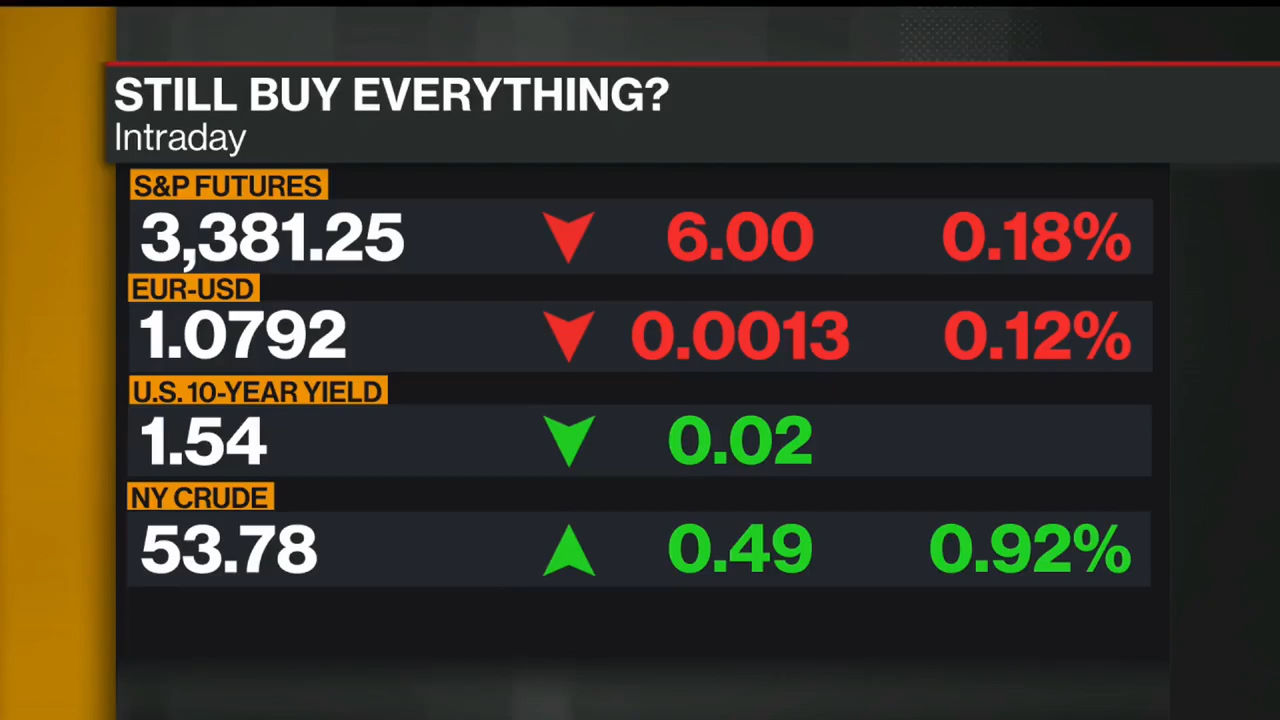 STILL BUY EVERYTHING?
Intraday
S&P FUTURES
3,381.25 6.00 0.18%
EUR-USD
1.0792 0.0013 0.12%
U.S. 10-YEAR YIELD
1.54 0.02
NY CRUDE
53.78 0.49 0.92%